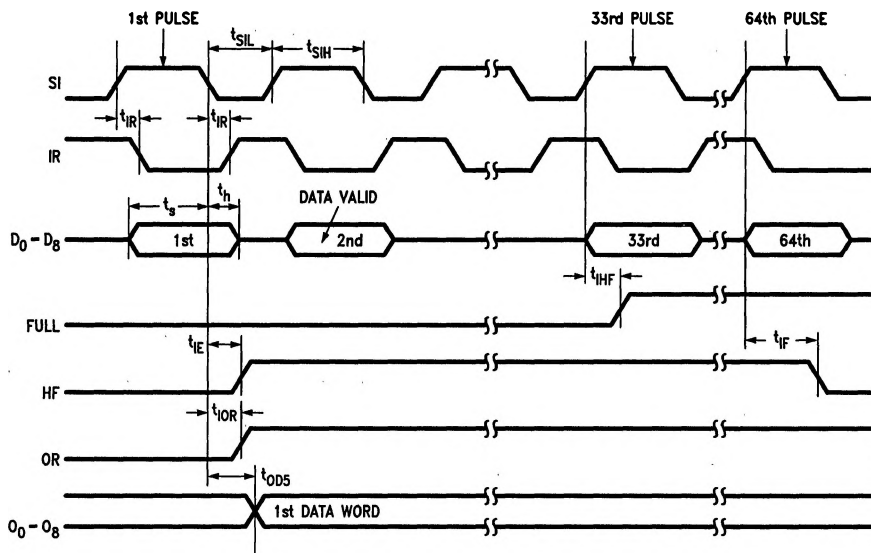 1st PULSE
33rd PULSE
64th PULSE
tSIL
tSIH
SI
tIR
tIR
IR
ts
th
DATA VALID
D0 – D8
1st
2nd
33rd
64th
tIHF
FULL
tIE
tIF
HF
tIOR
OR
tOD5
1st DATA WORD
O0 – O8